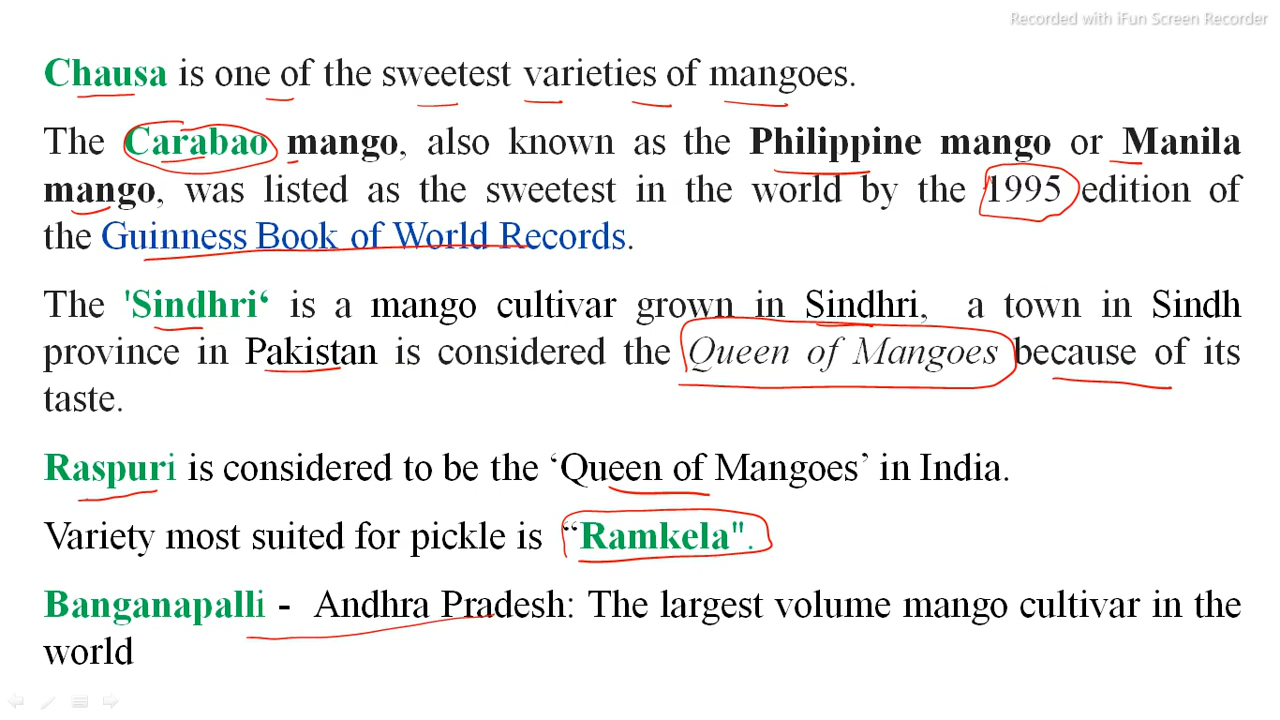 Recorded with iFun Screen Recorder
Chausa is one of the sweetest varieties of mangoes.
The Carabao mango, also known as the Philippine mango or Manila
mango, was listed as the sweetest in the world by the 1995 edition of
the Guinness Book of World Records.
The 'Sindhri‘ is a mango cultivar grown in Sindhri, a town in Sindh
province in Pakistan is considered the Queen of Mangoes because of its
taste.
Raspuri is considered to be the ‘Queen of Mangoes’ in India.
Variety most suited for pickle is “Ramkela".
Banganapalli - Andhra Pradesh: The largest volume mango cultivar in the
world